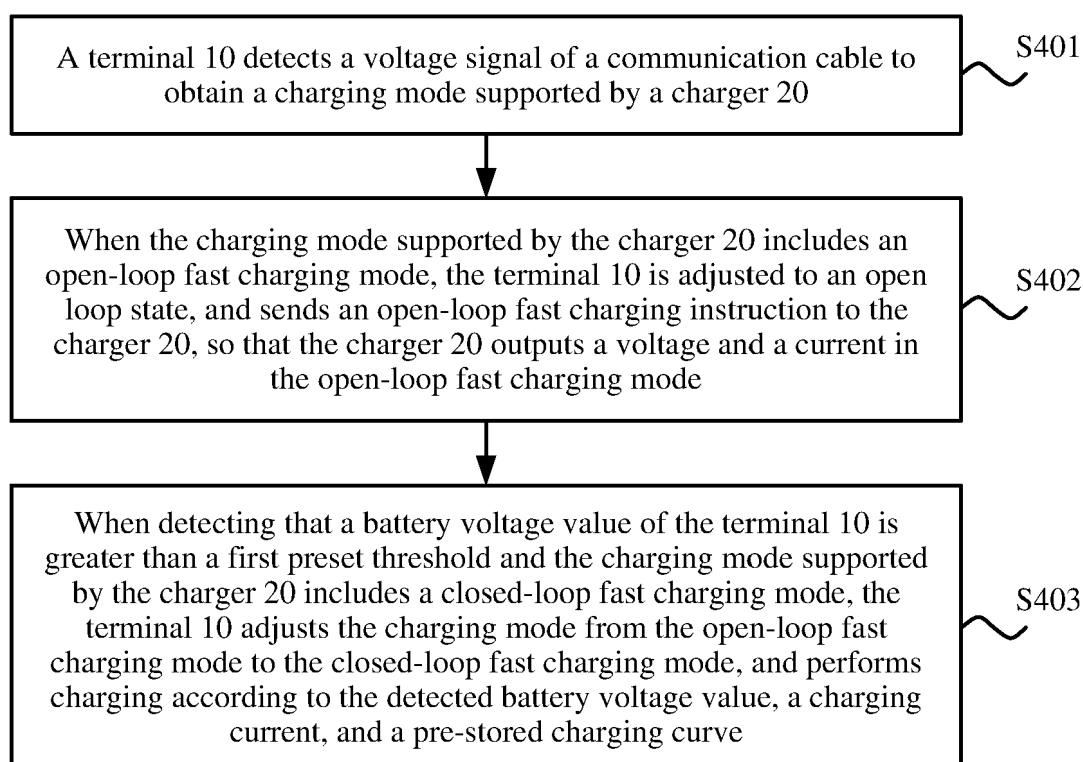 A terminal 10 detects a voltage signal of a communication cable to
obtain a charging mode supported by a charger 20
S401
When the charging mode supported by the charger 20 includes an
open-loop fast charging mode, the terminal 10 is adjusted to an open
loop state, and sends an open-loop fast charging instruction to the
charger 20, so that the charger 20 outputs a voltage and a current in
the open-loop fast charging mode
S402
When detecting that a battery voltage value of the terminal 10 is
greater than a first preset threshold and the charging mode supported
by the charger 20 includes a closed-loop fast charging mode, the
terminal 10 adjusts the charging mode from the open-loop fast
charging mode to the closed-loop fast charging mode, and performs
charging according to the detected battery voltage value, a charging
current, and a pre-stored charging curve
S403